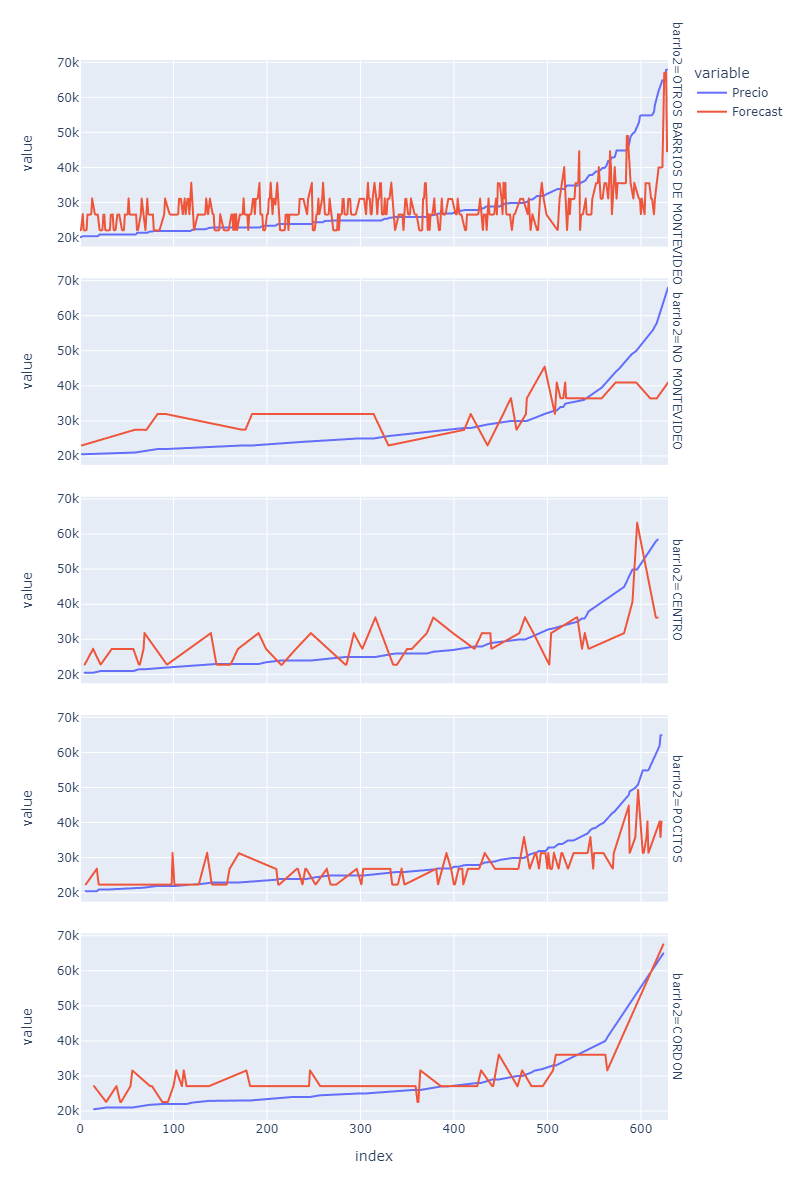 variable
Precio
Forecast
70k
60k
50k
40k
30k
20k
value
barrio2=OTROS BARRIOS DE MONTEVIDEO
70k
60k
50k
40k
30k
20k
value
barrio2=NO MONTEVIDEO
70k
60k
50k
40k
30k
20k
value
barrio2=CENTRO
70k
60k
50k
40k
30k
20k
value
barrio2=POCITOS
70k
60k
50k
40k
30k
20k
value
barrio2=CORDON
0 100 200 300 400 500 600
index